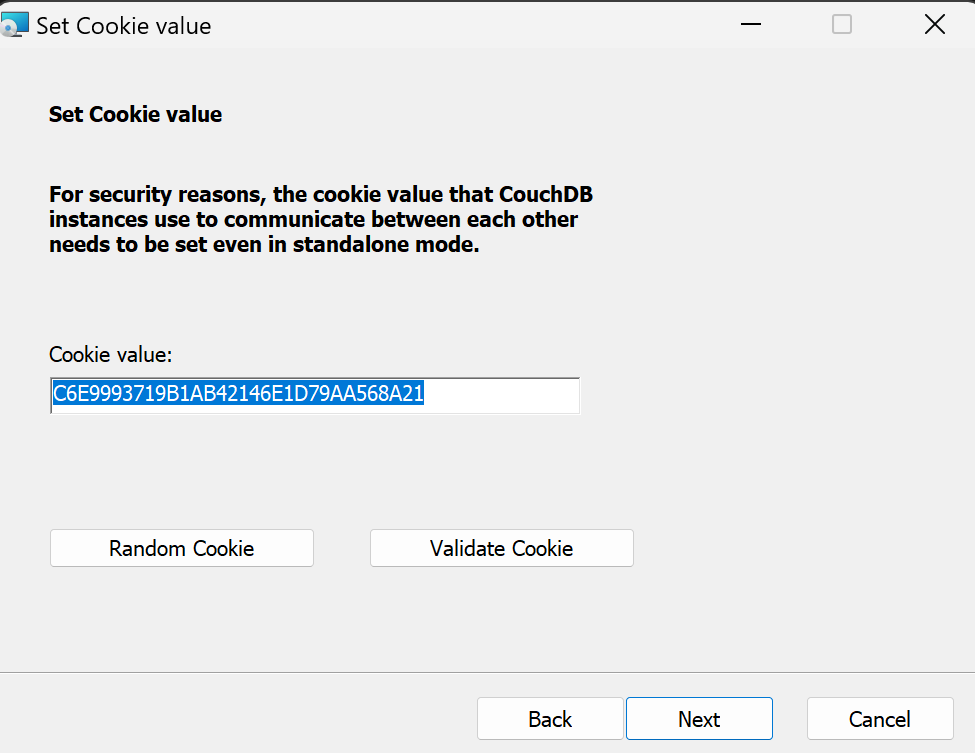 Set Cookie value
Set Cookie value
For security reasons, the cookie value that CouchDB
instances use to communicate between each other
needs to be set even in standalone mode.
Cookie value:
C6E9993719B1AB42146E1D79AA568A21
Random Cookie
Validate Cookie
Back
Next
Cancel